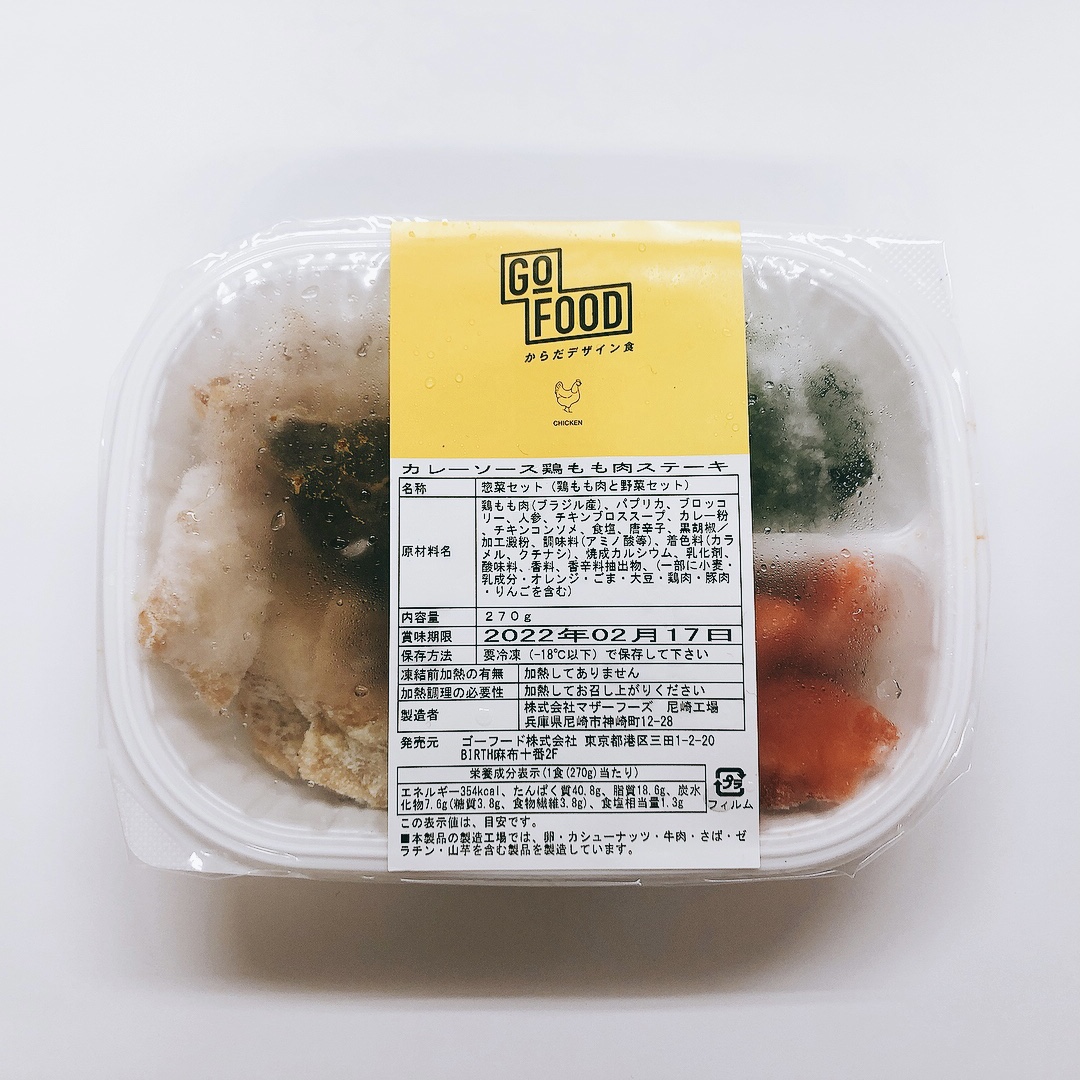 GO
FOOD
からだデザイン食
CHICKEN
カレーソース鶏もも肉ステーキ
名称 惣菜セット（鶏もも肉と野菜セット）
原材料名
鶏もも肉(ブラジル産)、パプリカ、ブロッコ
リー、人参、チキンブロススープ、カレー粉
、チキンコンソメ、食塩、唐辛子、黒胡椒／
加工澱粉、調味料(アミノ酸等)、着色料(カラ
メル、クチナシ)、焼成カルシウム、乳化剤、
酸味料、香料、香辛料抽出物、(一部に小麦・
乳成分・オレンジ・ごま・大豆・鶏肉・豚肉
・りんごを含む)
内容量 270g
賞味期限 2022年02月17日
保存方法 要冷凍（-18℃以下）で保存して下さい
凍結前加熱の有無 加熱してありません
加熱調理の必要性 加熱してお召し上がりください
製造者 株式会社マザーフーズ 尼崎工場
兵庫県尼崎市神崎町12-28
発売元 ゴーフード株式会社 東京都港区三田1-2-20
BIRTH麻布十番2F
栄養成分表示(1食(270g)当たり)
エネルギー354kcal、たんぱく質40.8g、脂質18.6g、炭水
化物7.6g(糖質3.8g、食物繊維3.8g)、食塩相当量1.3g
プラ
フィルム
この表示値は、目安です。
■本製品の製造工場では、卵・カシューナッツ・牛肉・さば・ゼ
ラチン・山芋を含む製品を製造しています。